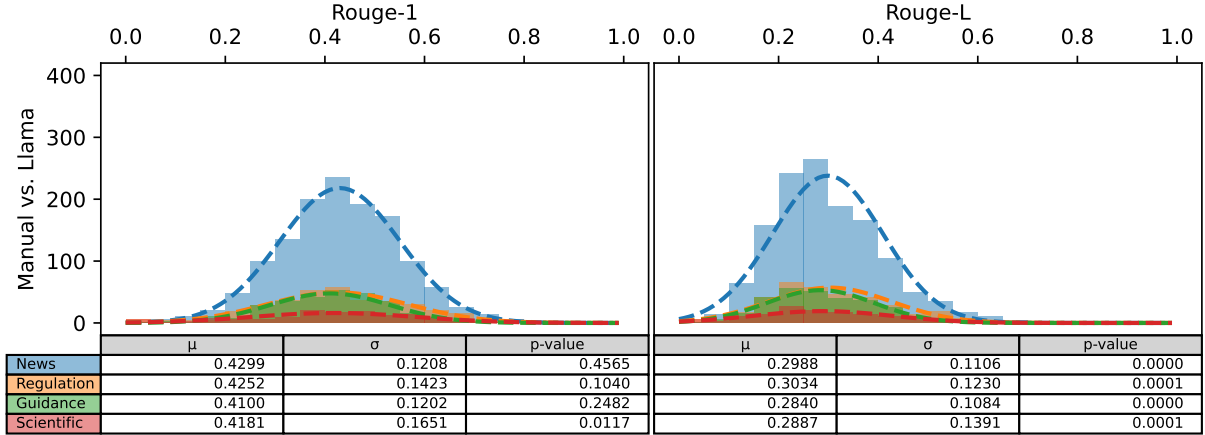 Rouge-1 Rouge-L
0.0 0.2 0.4 0.6 0.8 1.0 0.0 0.2 0.4 0.6 0.8 1.0
400
300
200
100
0
Manual vs. Llama
μ σ p-value μ σ p-value
News 0.4299 0.1208 0.4565 0.2988 0.1106 0.0000
Regulation 0.4252 0.1423 0.1040 0.3034 0.1230 0.0001
Guidance 0.4100 0.1202 0.2482 0.2840 0.1084 0.0000
Scientific 0.4181 0.1651 0.0117 0.2887 0.1391 0.0001